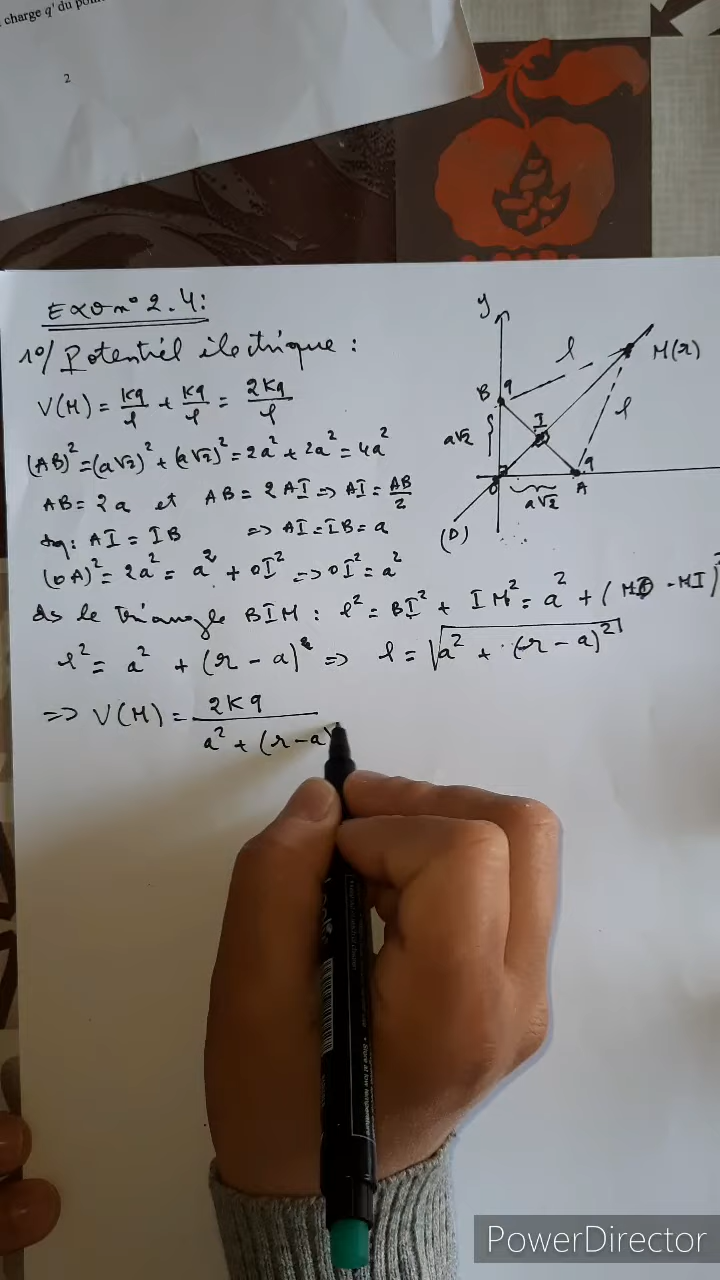 charge q' du
2
EXO n° 2.4:
1°/ Potentiel électrique :
V(M) = kq/l + kq/l = 2kq/l
(AB)² = (a√2)² + (a√2)² = 2a² + 2a² = 4a²
AB = 2a et AB = 2AI => AI = AB/2
dq: AI = IB => AI = IB = a
(OA)² = 2a² = a² + OI² => OI² = a²
ds le triangle BIM : l² = BI² + IM² = a² + ( - MI)²
l² = a² + (r - a)² => l = √a² + (r - a)²
=> V(M) = 2kq / a² + (r - a)
y
M(r)
l
B q
l
I
a√2
q
O
A
a√2
(D)
PowerDirector